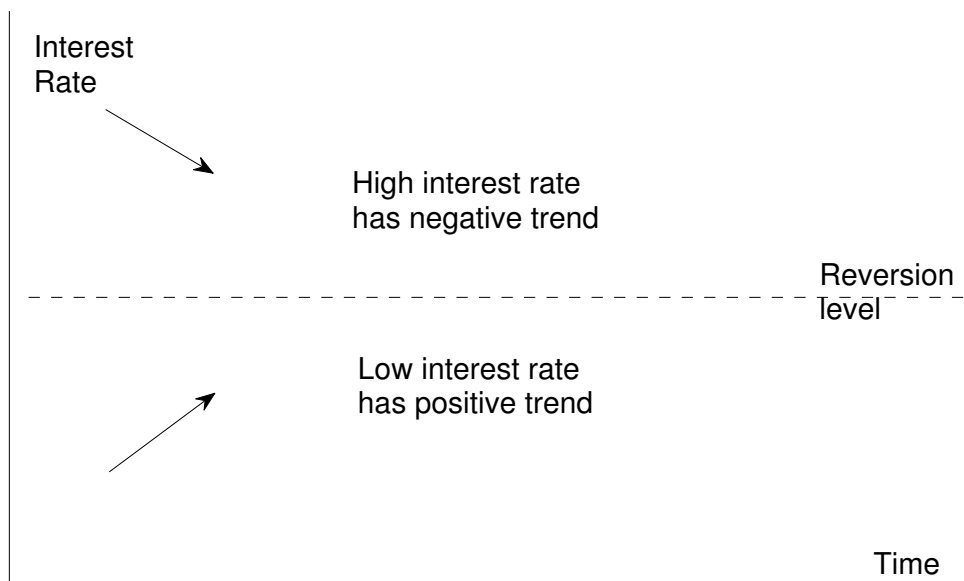 Interest
Rate
High interest rate
has negative trend
Reversion
level
Low interest rate
has positive trend
Time